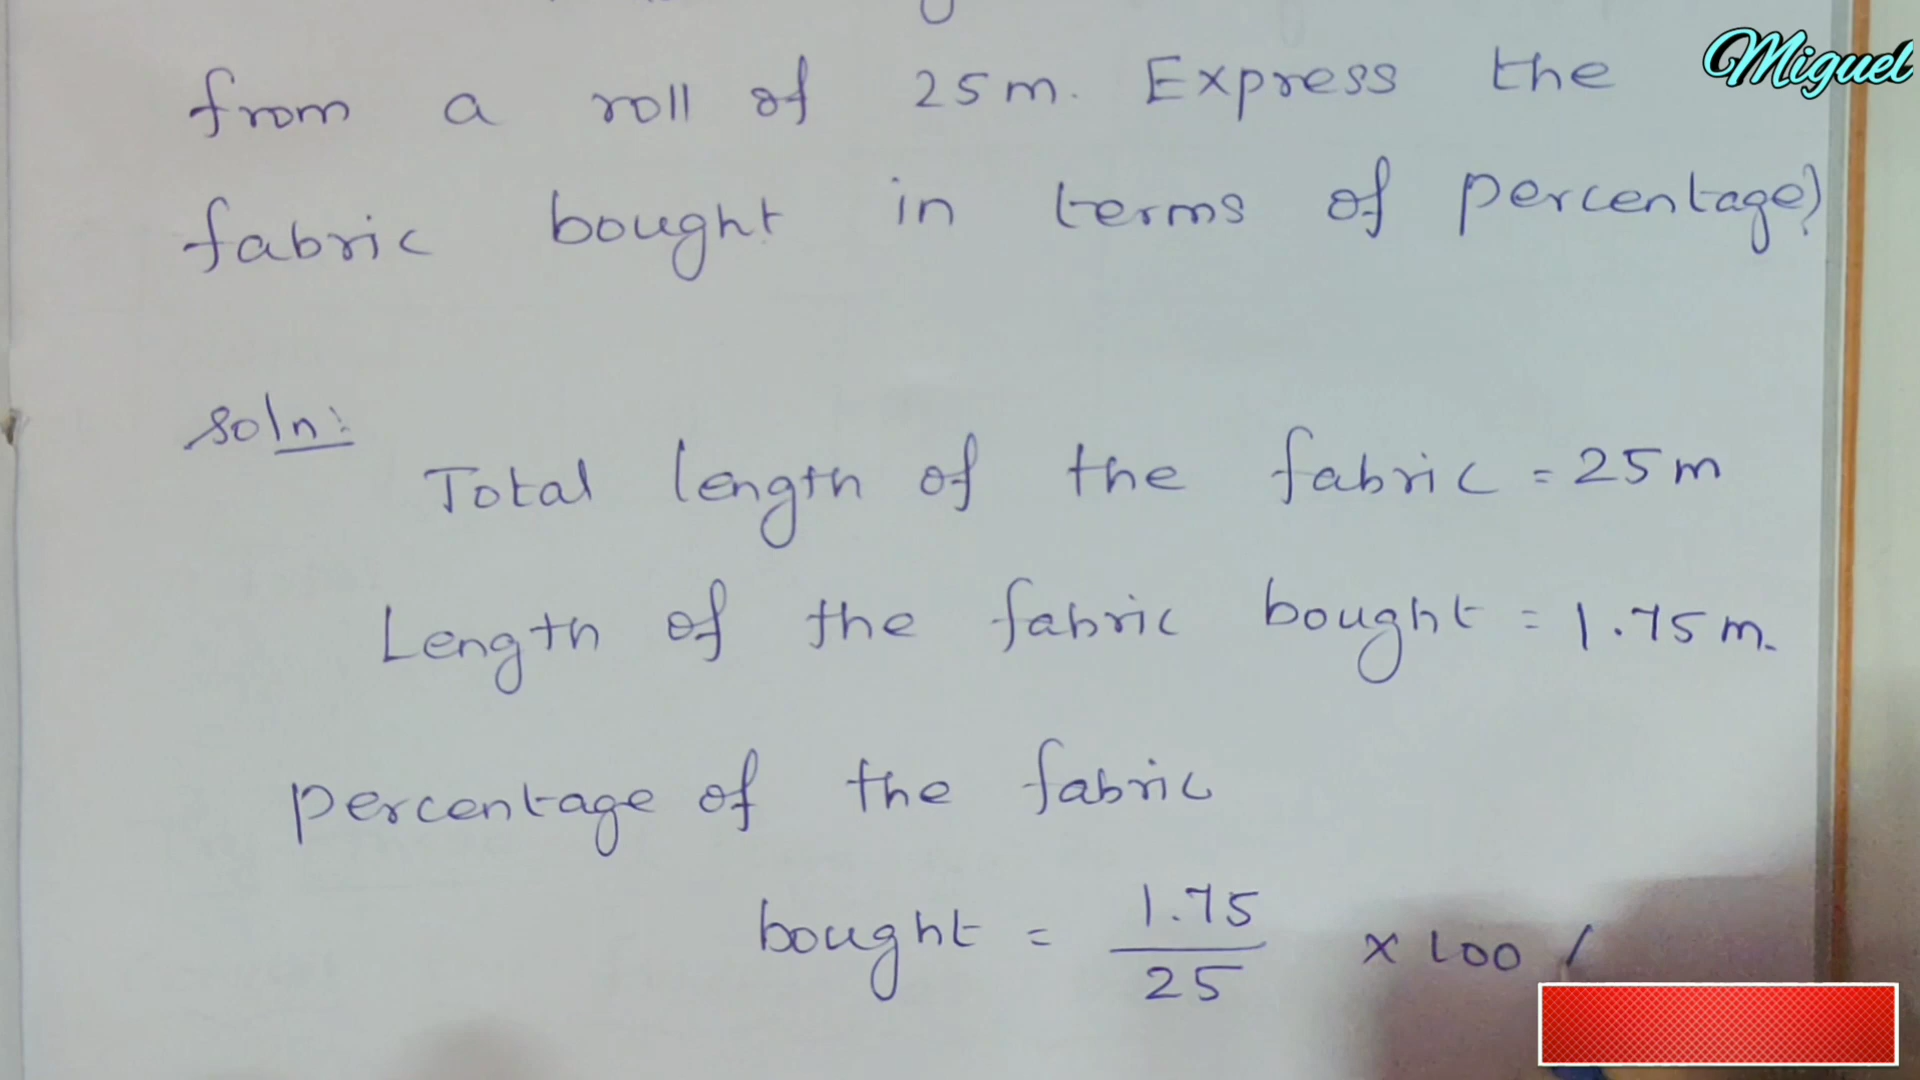 Miguel
from a roll of 25m. Express the
fabric bought in terms of percentage?
soln:
Total length of the fabric = 25m
Length of the fabric bought = 1.75m.
percentage of the fabric
bought = 1.75/25 × 100 /